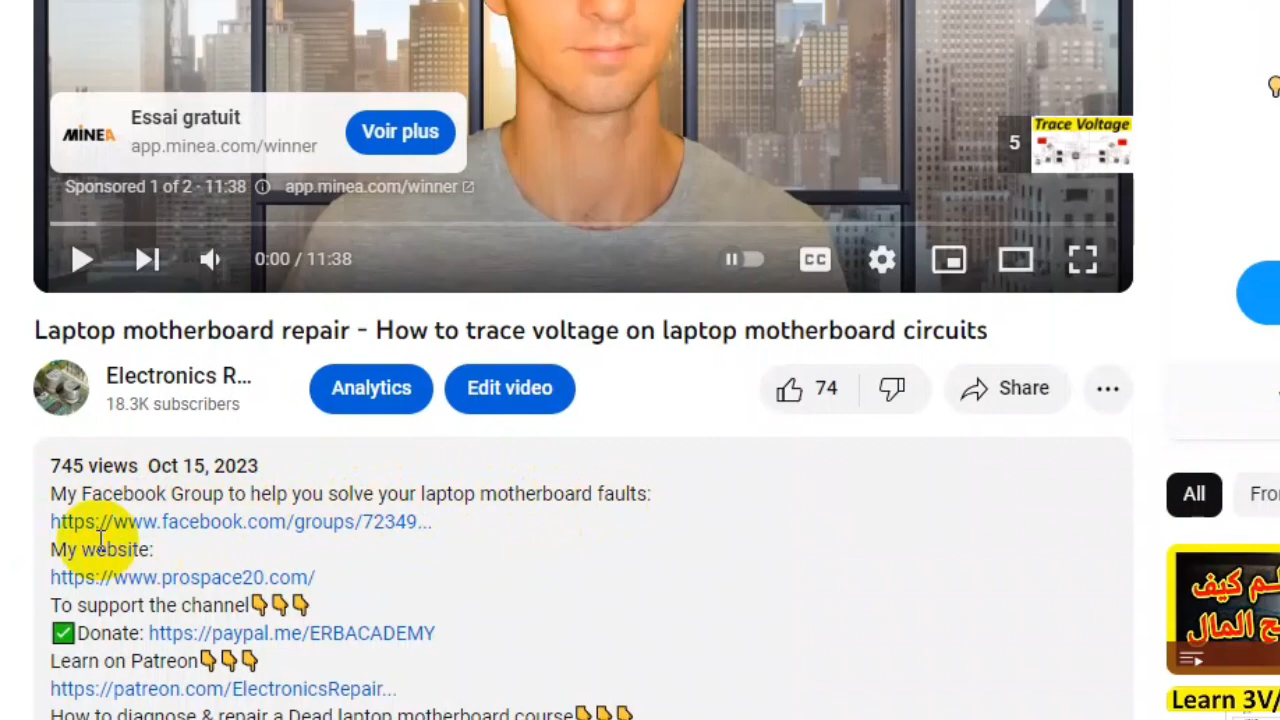 Essai gratuit
MINEA
app.minea.com/winner
Voir plus
Sponsored 1 of 2 · 11:38
app.minea.com/winner
5
Trace Voltage
0:00 / 11:38
CC
Laptop motherboard repair - How to trace voltage on laptop motherboard circuits
Electronics R...
18.3K subscribers
Analytics
Edit video
74
Share
745 views Oct 15, 2023
My Facebook Group to help you solve your laptop motherboard faults:
https://www.facebook.com/groups/72349...
My website:
https://www.prospace20.com/
To support the channel👇👇👇
✅Donate: https://paypal.me/ERBACADEMY
Learn on Patreon👇👇👇
https://patreon.com/ElectronicsRepair...
How to diagnose & repair a Dead laptop motherboard course👇👇👇
All
كيف
المال
Learn 3V/